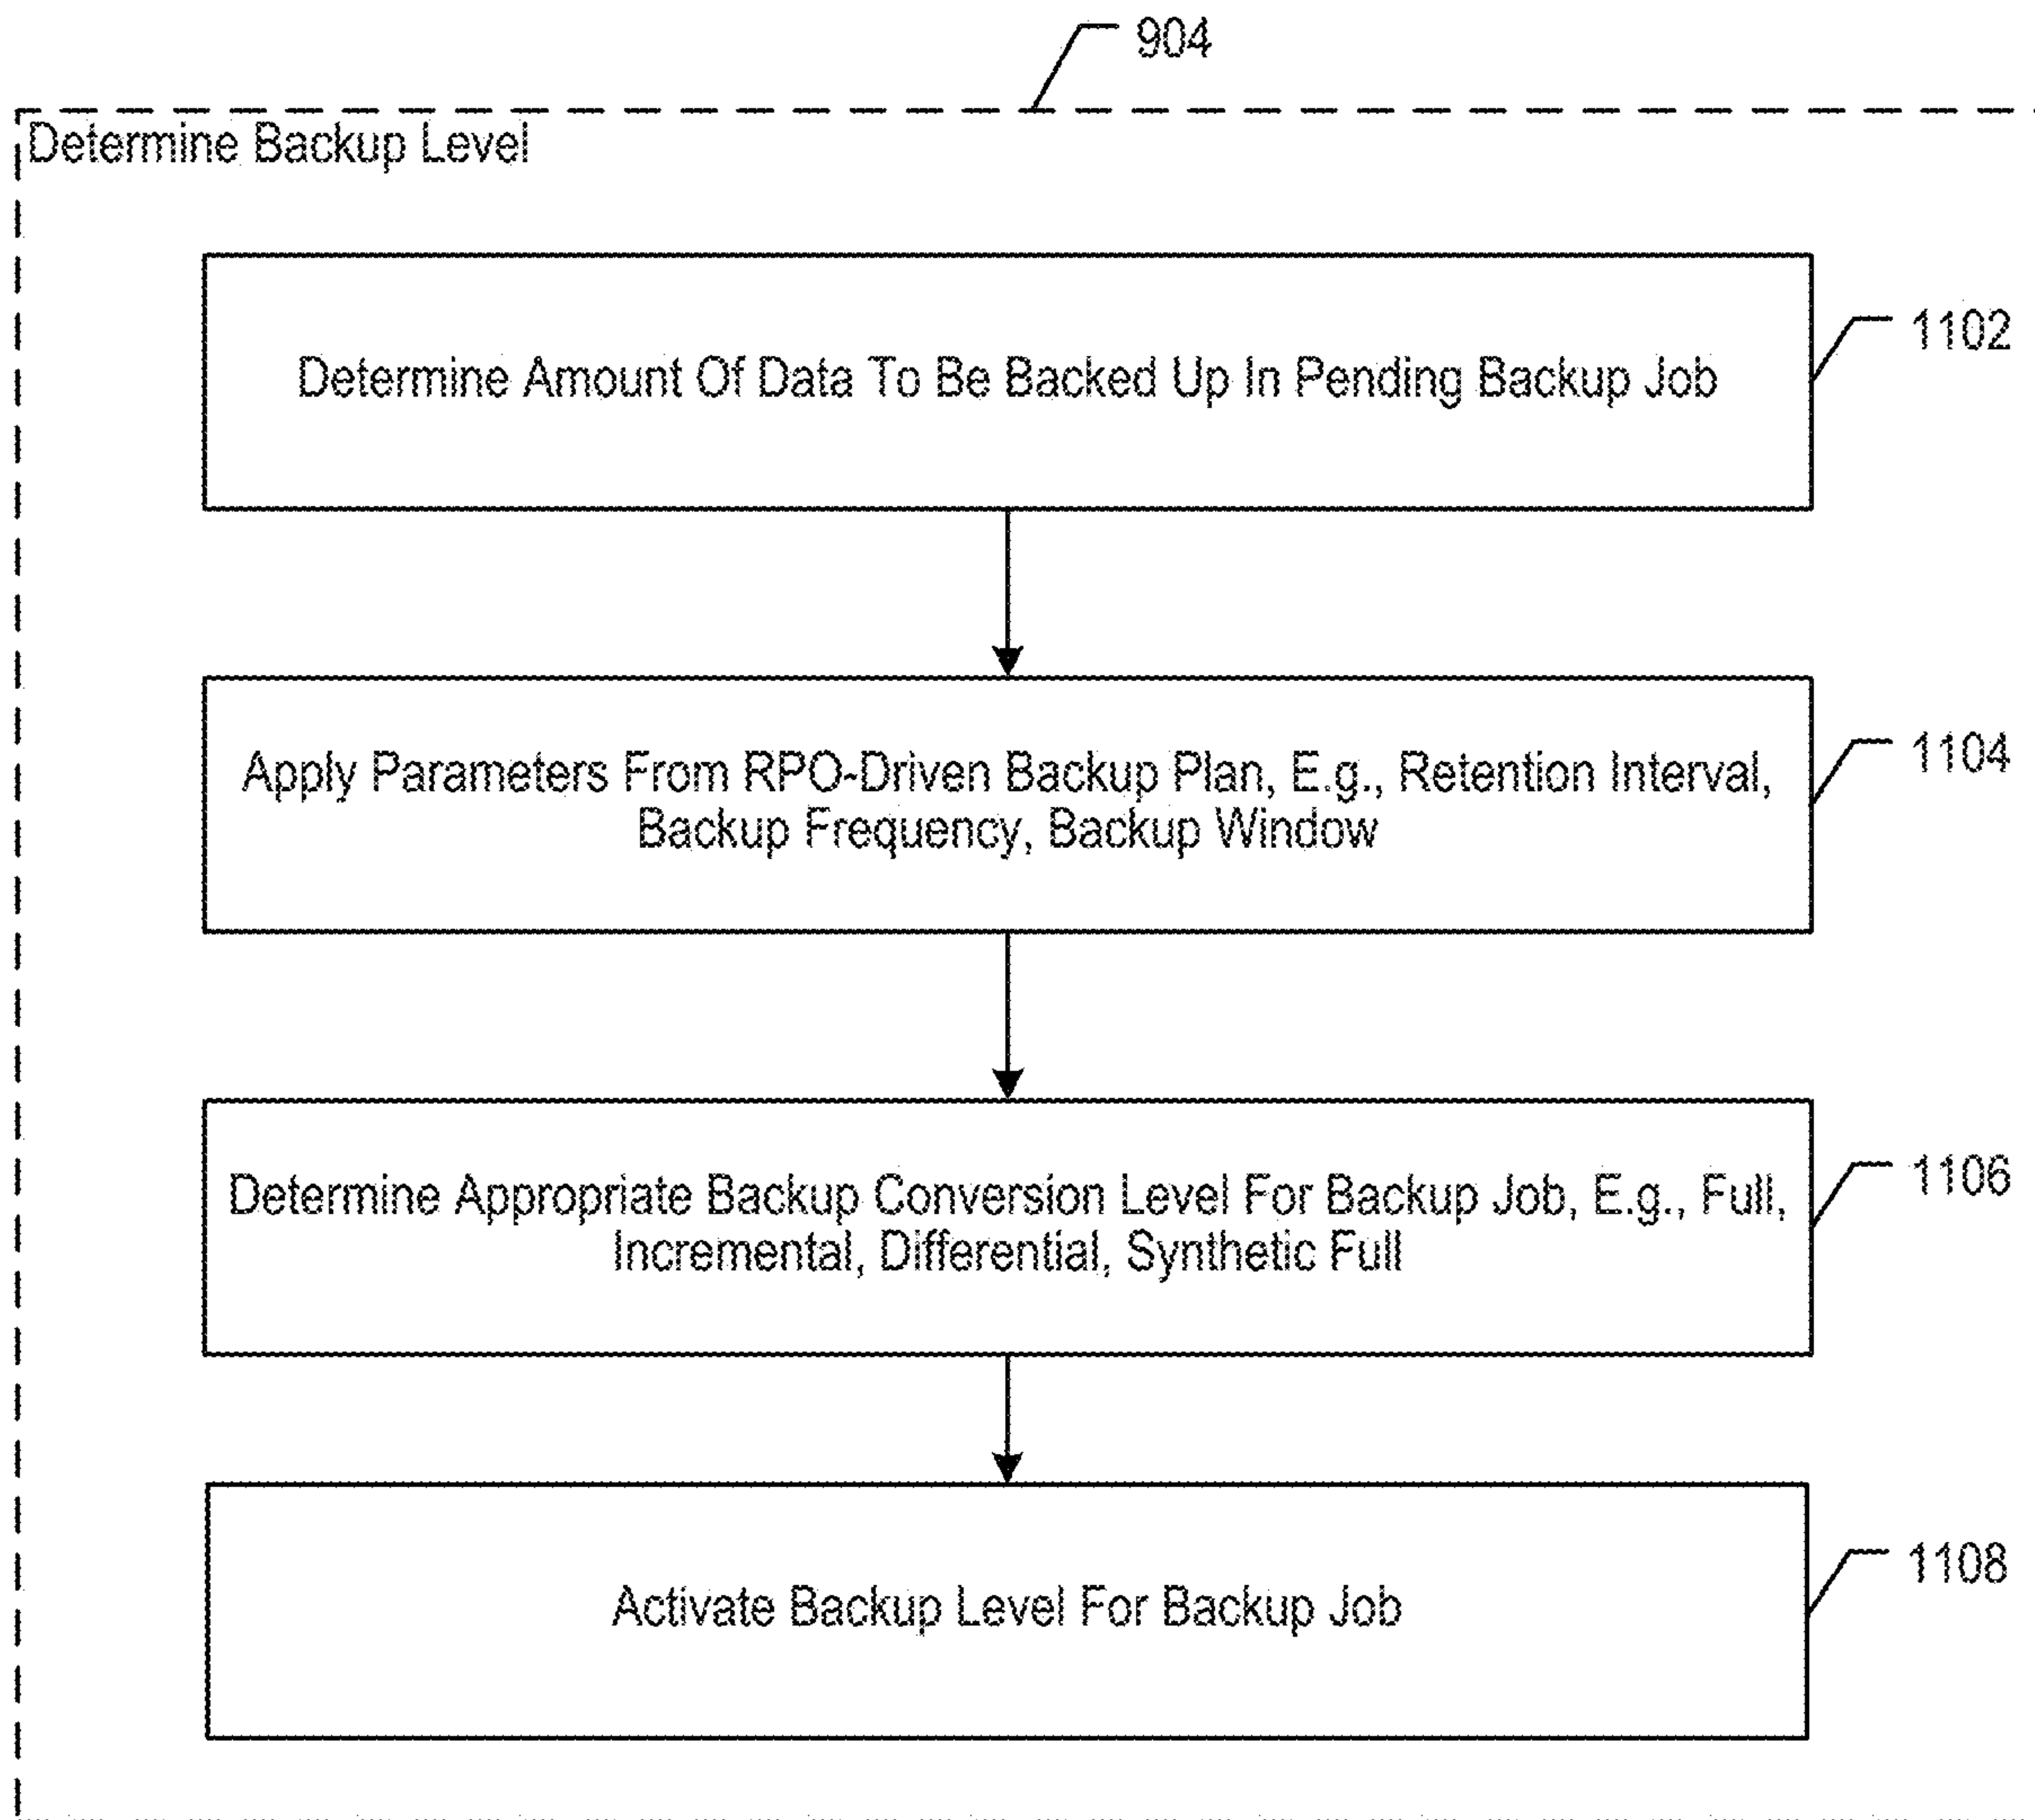 904
Determine Backup Level
Determine Amount Of Data To Be Backed Up In Pending Backup Job
1102
Apply Parameters From RPO-Driven Backup Plan, E.g., Retention Interval,
Backup Frequency, Backup Window
1104
Determine Appropriate Backup Conversion Level For Backup Job, E.g., Full,
Incremental, Differential, Synthetic Full
1106
Activate Backup Level For Backup Job
1108